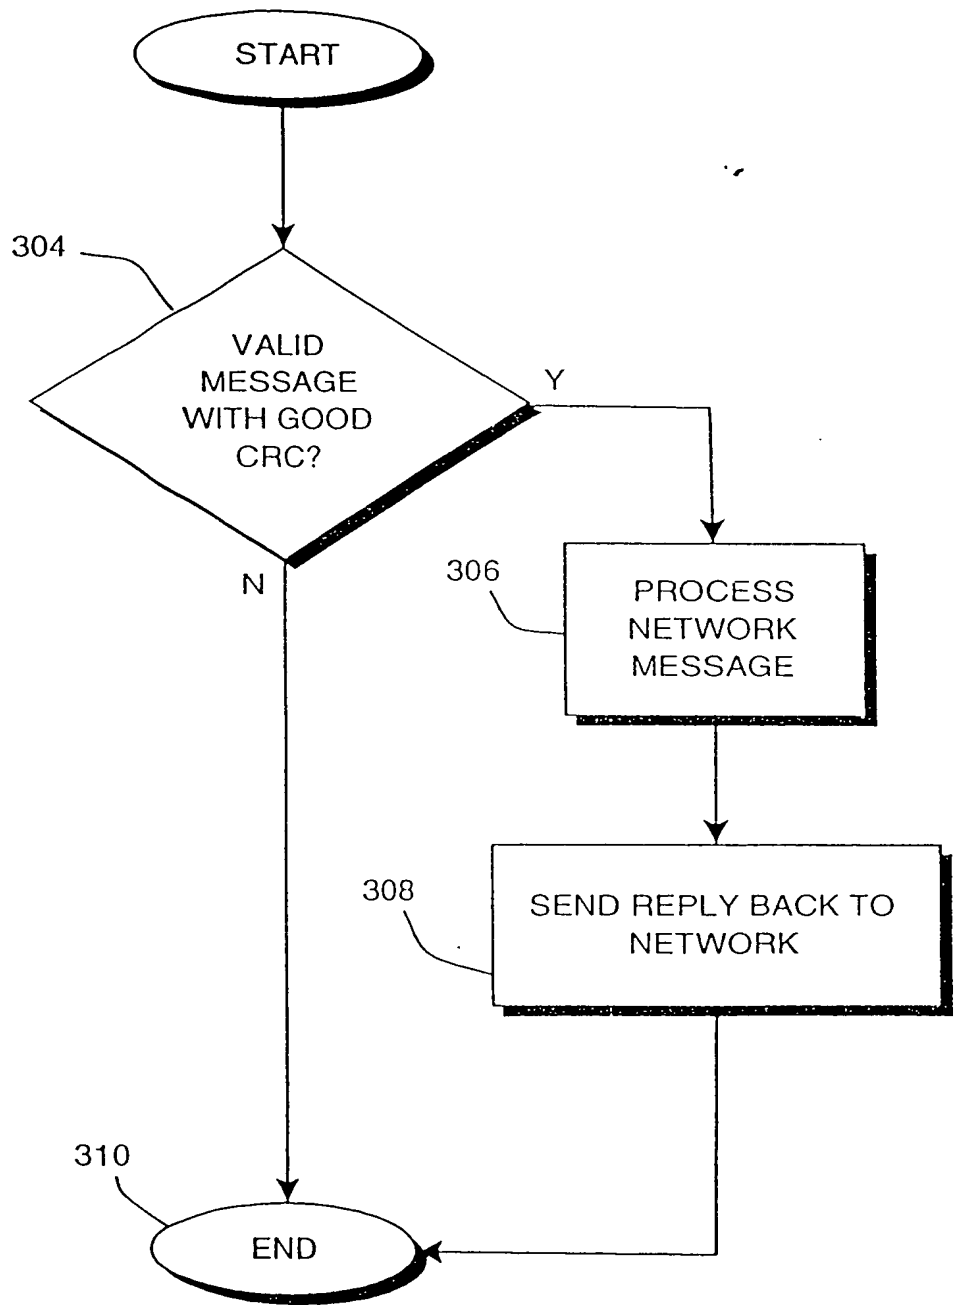 START
304
VALID
MESSAGE
WITH GOOD
CRC?
Y
N
306
PROCESS
NETWORK
MESSAGE
308
SEND REPLY BACK TO
NETWORK
310
END